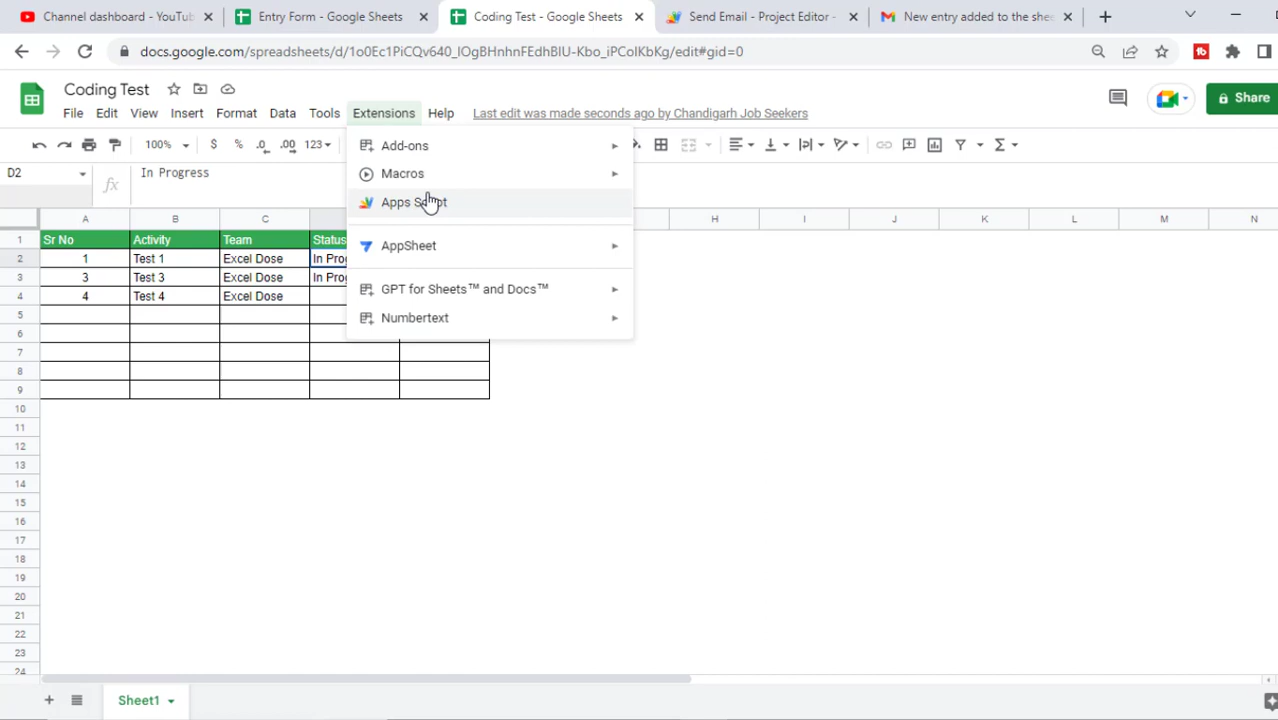 Channel dashboard - YouTu
Entry Form - Google Sheets
Coding Test - Google Sheets
Send Email - Project Editor -
New entry added to the she
docs.google.com/spreadsheets/d/1o0Ec1PiCQv640_IOgBHnhnFEdhBIU-Kbo_iPCoIKbKg/edit#gid=0
Coding Test
File Edit View Insert Format Data Tools Extensions Help Last edit was made seconds ago by Chandigarh Job Seekers
Share
100% $ % .0 .00 123
D2 fx In Progress
Add-ons
Macros
Apps Script
AppSheet
GPT for Sheets™ and Docs™
Numbertext
A B C H I J K L M N
1 Sr No Activity Team Status
2 1 Test 1 Excel Dose In Prog
3 3 Test 3 Excel Dose In Prog
4 4 Test 4 Excel Dose
5
6
7
8
9
10
11
12
13
14
15
16
17
18
19
20
21
22
23
24
Sheet1